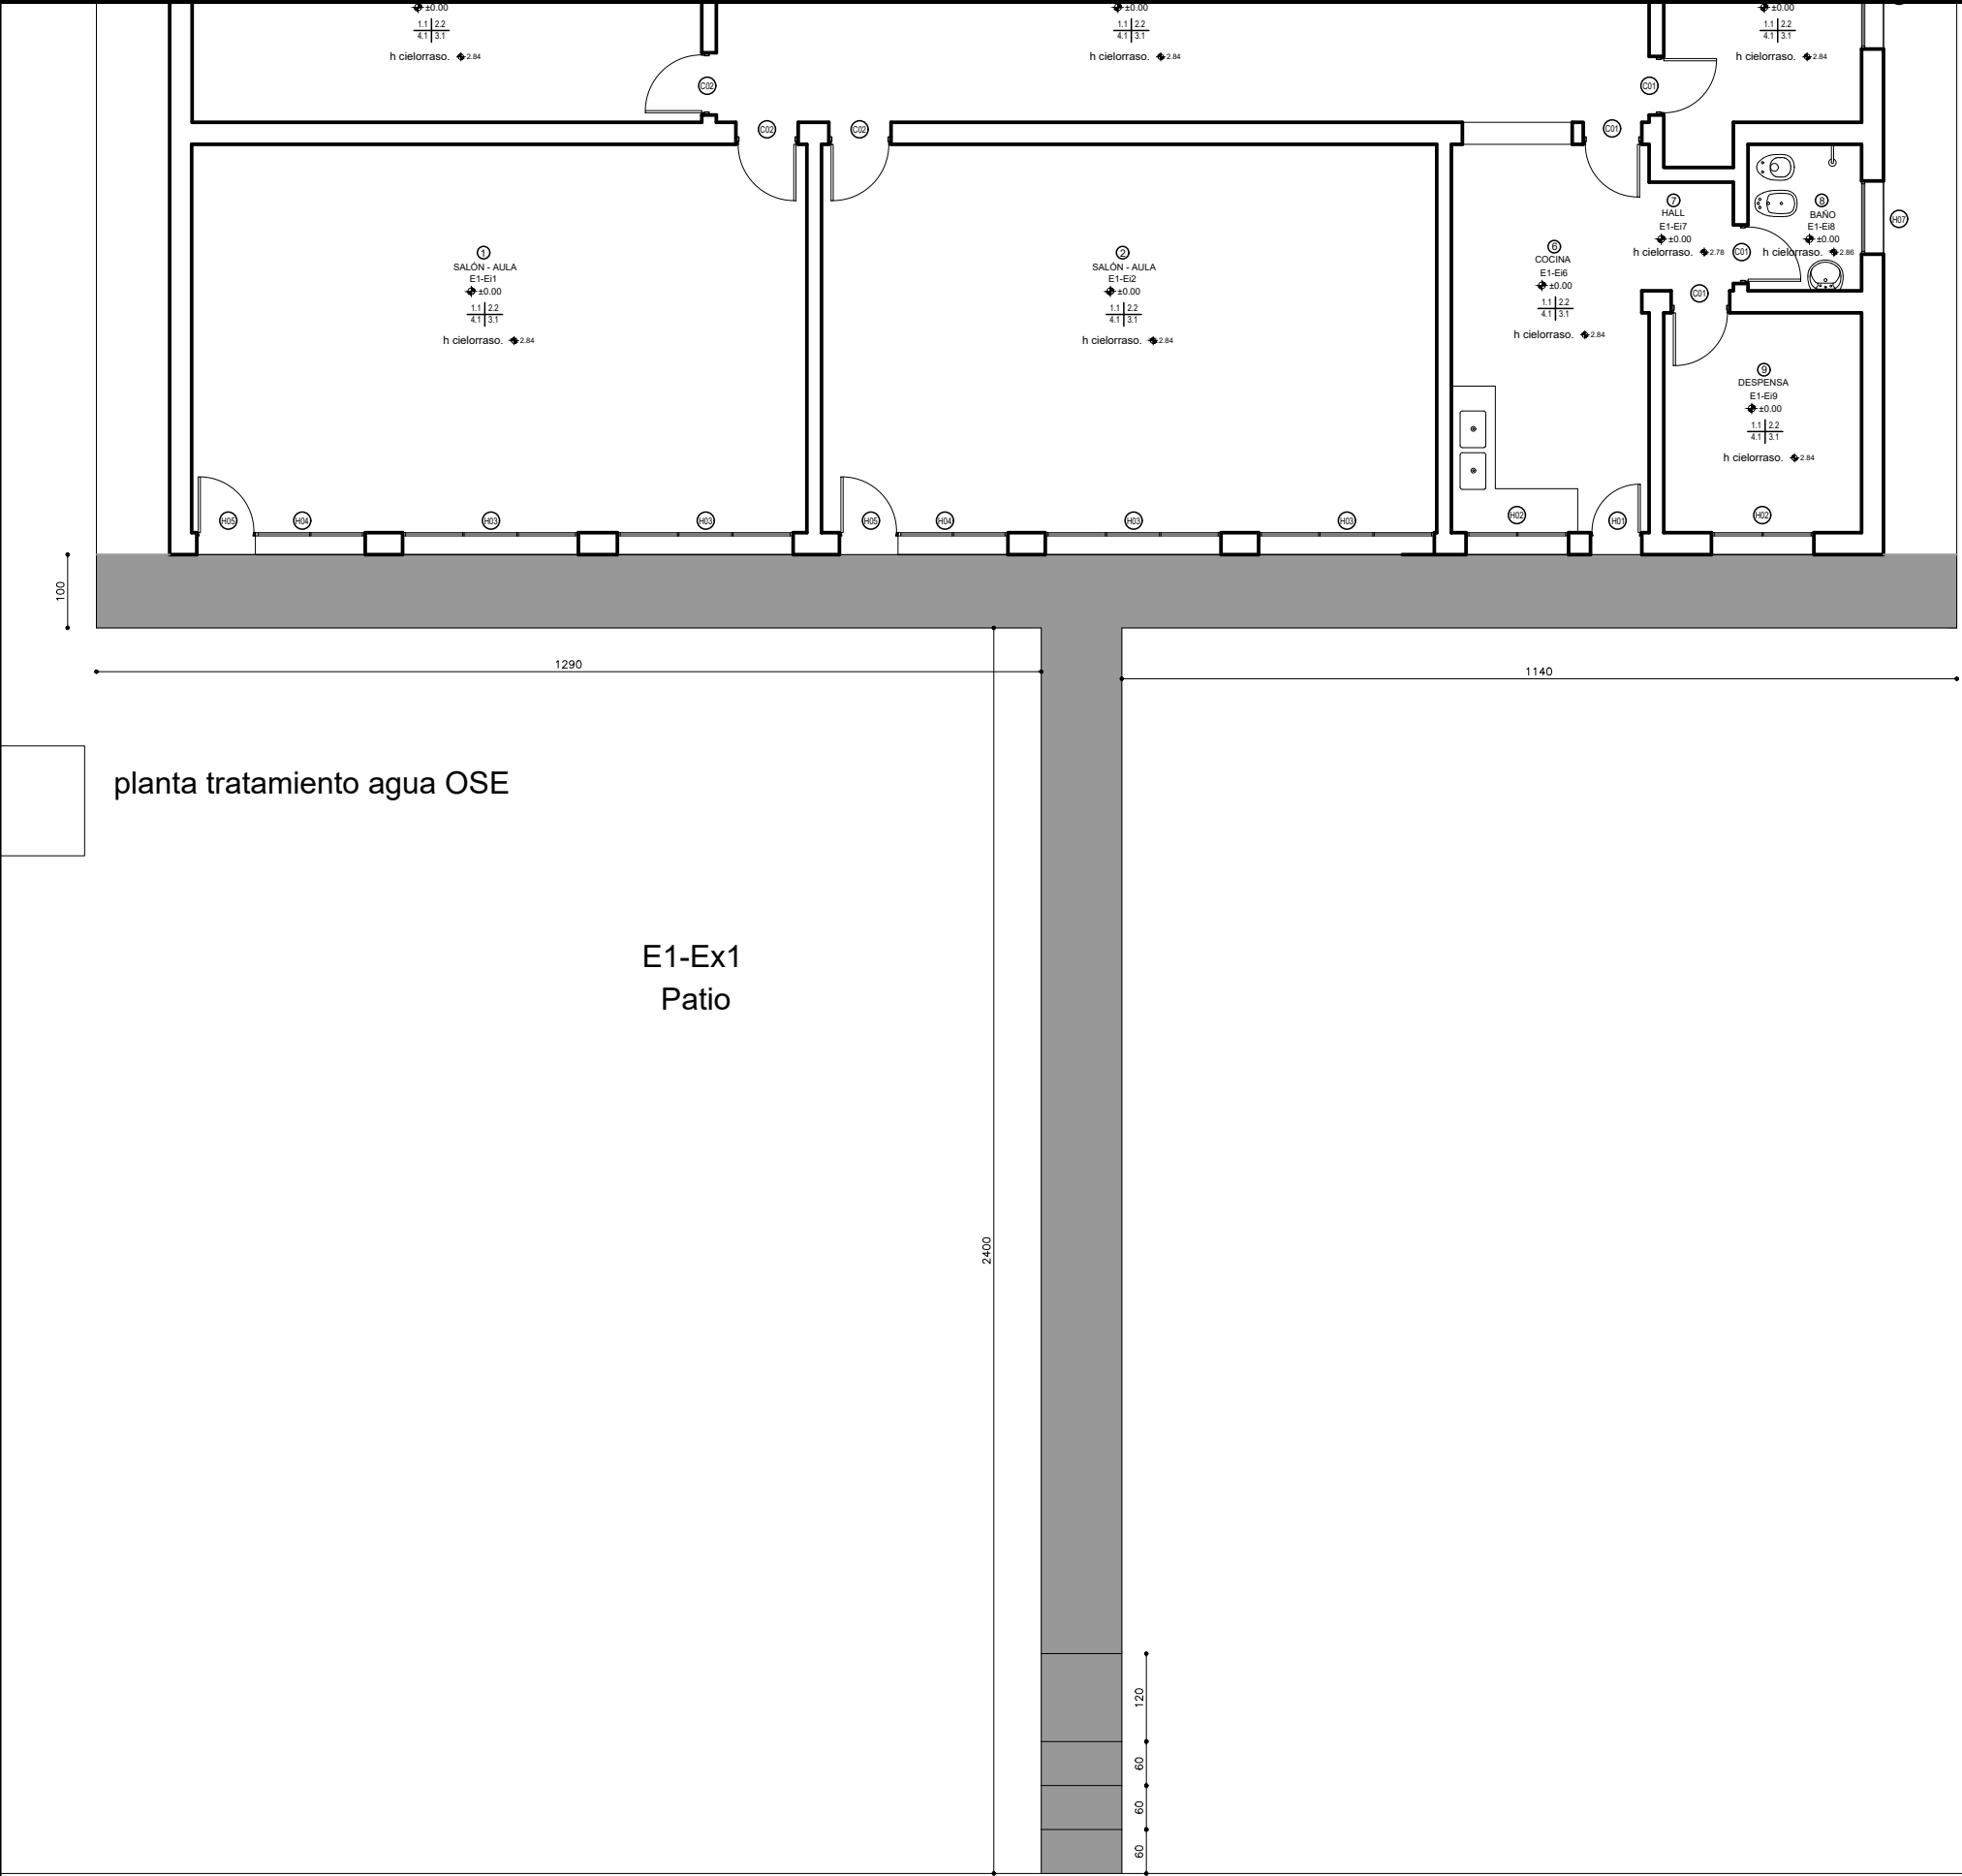 ±0.00
1.1 2.2
4.1 3.1
h cielorraso. 2.84
±0.00
1.1 2.2
4.1 3.1
h cielorraso. 2.84
±0.00
1.1 2.2
4.1 3.1
h cielorraso. 2.84
C02
C01
C02
C02
C01
1
SALÓN - AULA
E1-Ei1
±0.00
1.1 2.2
4.1 3.1
h cielorraso. 2.84
2
SALÓN - AULA
E1-Ei2
±0.00
1.1 2.2
4.1 3.1
h cielorraso. 2.84
6
COCINA
E1-Ei6
±0.00
1.1 2.2
4.1 3.1
h cielorraso. 2.84
7
HALL
E1-Ei7
±0.00
h cielorraso. 2.78
C01
8
BAÑO
E1-Ei8
±0.00
h cielorraso. 2.86
H07
C01
9
DESPENSA
E1-Ei9
±0.00
1.1 2.2
4.1 3.1
h cielorraso. 2.84
H05
H04
H03
H03
H05
H04
H03
H03
H02
H01
H02
100
1290
1140
planta tratamiento agua OSE
E1-Ex1
Patio
2400
120
60
60
60